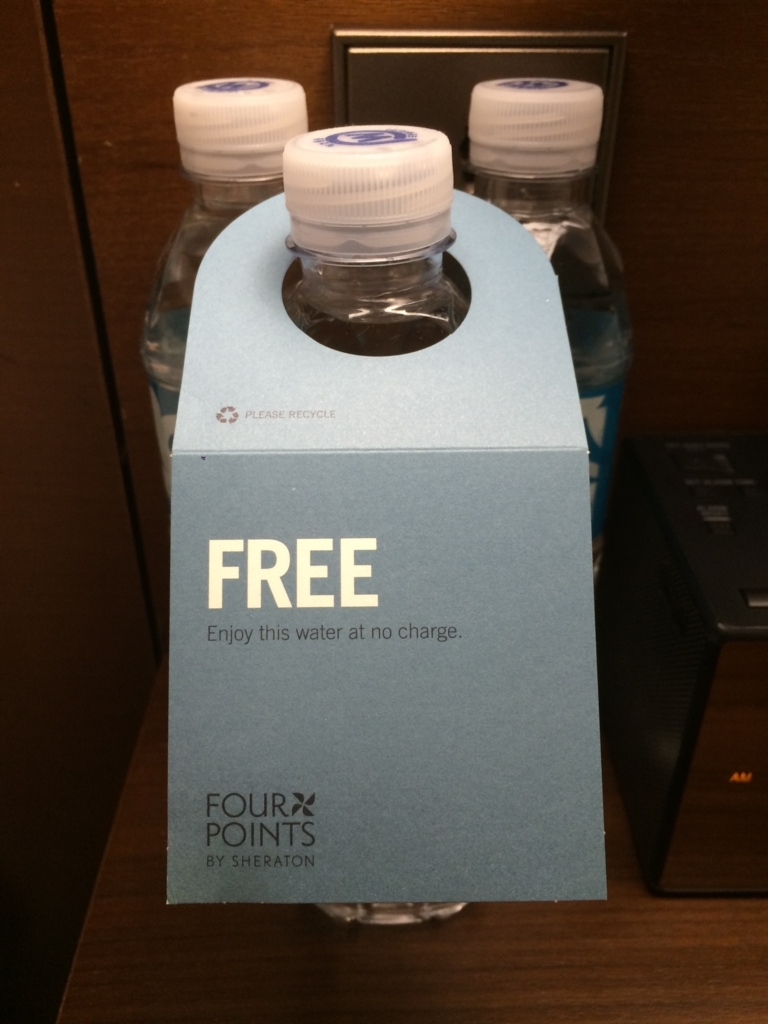 PLEASE RECYCLE
FREE
Enjoy this water at no charge.
FOUR
POINTS
BY SHERATON
AM